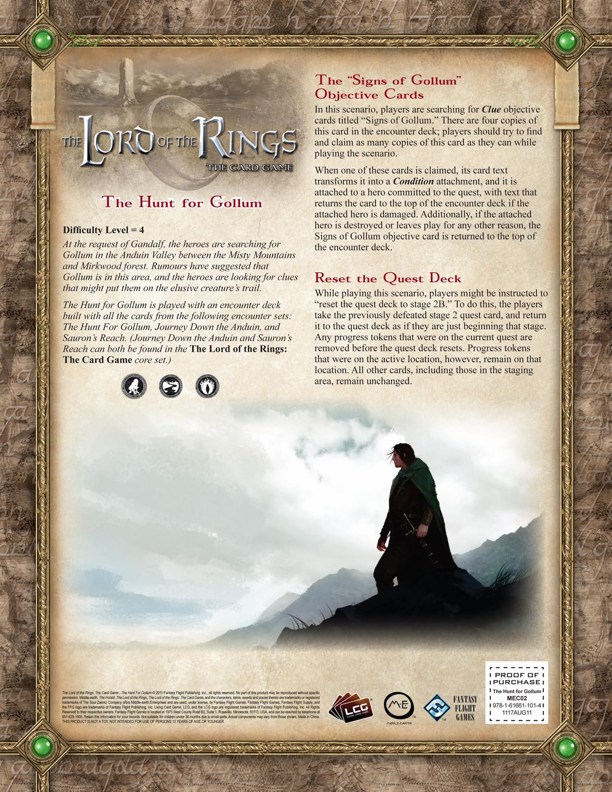 THE LORD OF THE RINGS
THE CARD GAME
The Hunt for Gollum
Difficulty Level = 4
At the request of Gandalf, the heroes are searching for
Gollum in the Anduin Valley between the Misty Mountains
and Mirkwood forest. Rumours have suggested that
Gollum is in this area, and the heroes are looking for clues
that might put them on the elusive creature's trail.
The Hunt for Gollum is played with an encounter deck
built with all the cards from the following encounter sets:
The Hunt For Gollum, Journey Down the Anduin, and
Sauron's Reach. (Journey Down the Anduin and Sauron's
Reach can both be found in the The Lord of the Rings:
The Card Game core set.)
The "Signs of Gollum"
Objective Cards
In this scenario, players are searching for Clue objective
cards titled "Signs of Gollum." There are four copies of
this card in the encounter deck; players should try to find
and claim as many copies of this card as they can while
playing the scenario.
When one of these cards is claimed, its card text
transforms it into a Condition attachment, and it is
attached to a hero committed to the quest, with text that
returns the card to the top of the encounter deck if the
attached hero is damaged. Additionally, if the attached
hero is destroyed or leaves play for any other reason, the
Signs of Gollum objective card is returned to the top of
the encounter deck.
Reset the Quest Deck
While playing this scenario, players might be instructed to
"reset the quest deck to stage 2B." To do this, the players
take the previously defeated stage 2 quest card, and return
it to the quest deck as if they are just beginning that stage.
Any progress tokens that were on the current quest are
removed before the quest deck resets. Progress tokens
that were on the active location, however, remain on that
location. All other cards, including those in the staging
area, remain unchanged.
LCG
ME
FANTASY
FLIGHT
GAMES
PROOF OF
PURCHASE
The Hunt for Gollum
MEC02
978-1-61661-101-4
1117AUG11